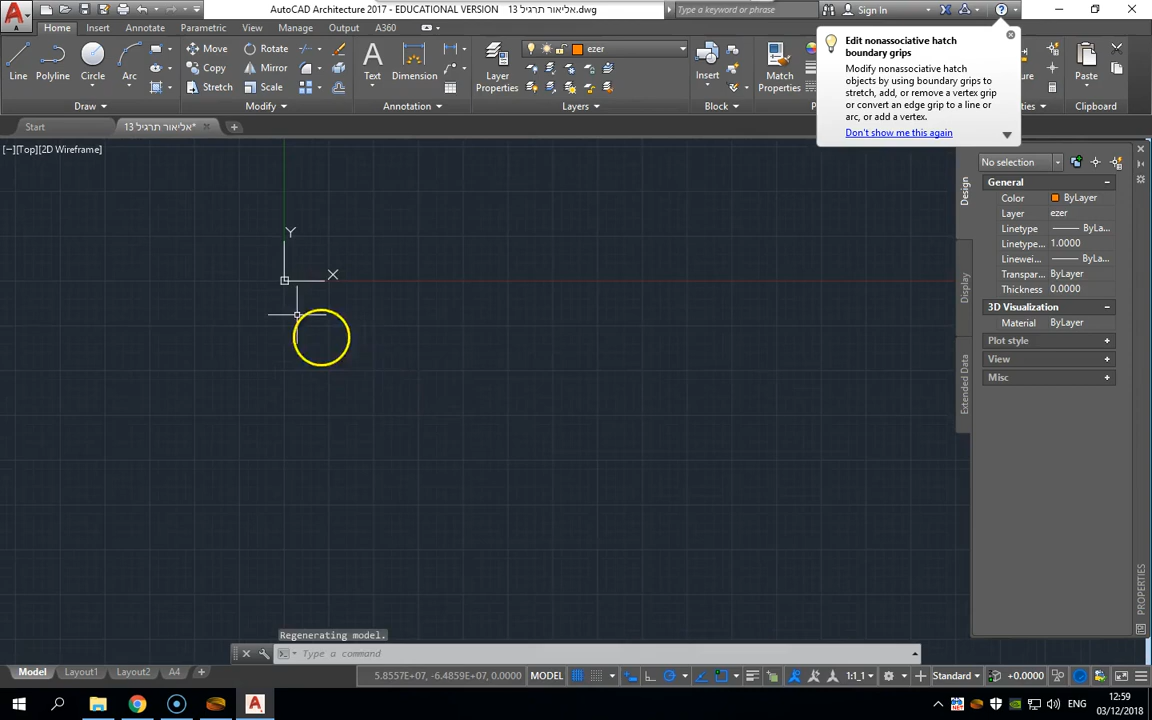 AutoCAD Architecture 2017 - EDUCATIONAL VERSION אליאור תרגיל 13.dwg
Type a keyword or phrase
Sign In
Home Insert Annotate Parametric View Manage Output A360
Line Polyline Circle Arc
Move Rotate
Copy Mirror
Stretch Scale
Text Dimension
Layer Properties
ezer
Insert
Match Properties
Paste
Draw Modify Annotation Layers Block Clipboard
Edit nonassociative hatch
boundary grips
Modify nonassociative hatch
objects by using boundary grips to
stretch, add, or remove a vertex grip
or convert an edge grip to a line or
arc, or add a vertex.
Don't show me this again
Start אליאור תרגיל 13*
[−][Top][2D Wireframe]
Y
X
No selection
General
Color ByLayer
Layer ezer
Linetype ByLa...
Linetype... 1.0000
Linewei... ByLa...
Transpar... ByLayer
Thickness 0.0000
3D Visualization
Material ByLayer
Plot style
View
Misc
Design
Display
Extended Data
PROPERTIES
Regenerating model.
Type a command
Model Layout1 Layout2 A4
5.8557E+07, -6.4859E+07, 0.0000 MODEL 1:1 Standard +0.0000
ENG
12:59
03/12/2018